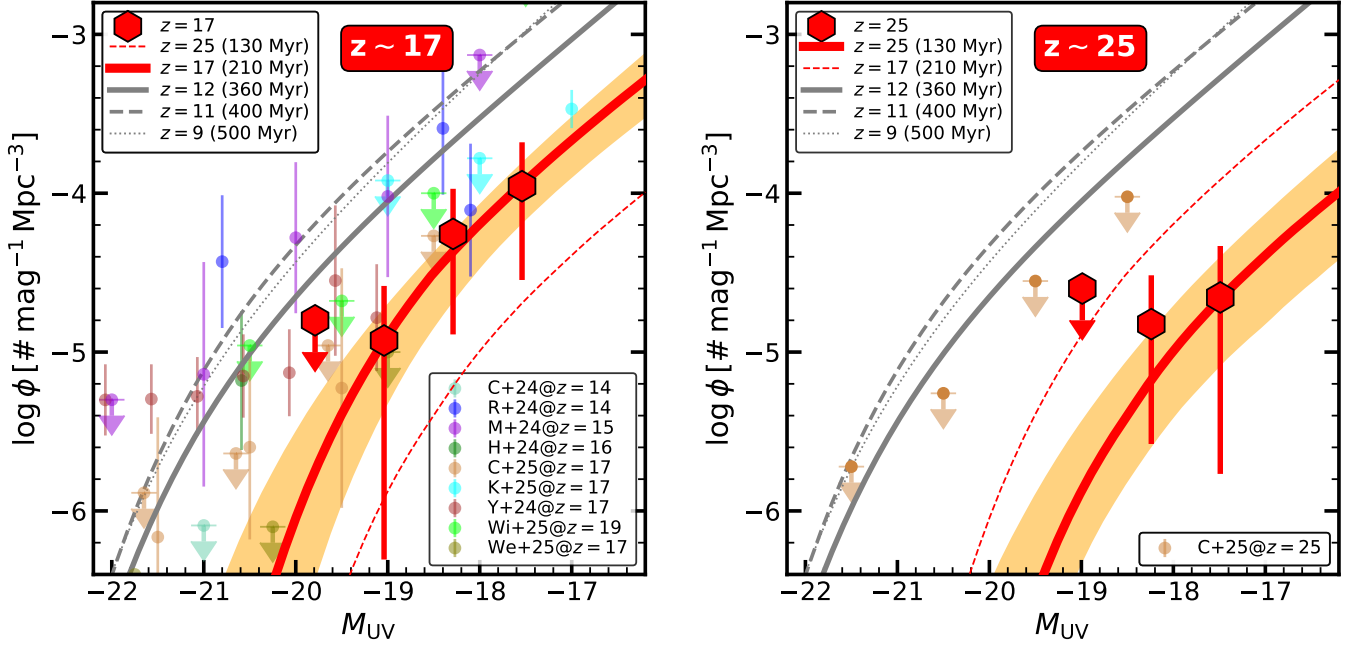 z = 17
z = 25 (130 Myr)
z = 17 (210 Myr)
z = 12 (360 Myr)
z = 11 (400 Myr)
z = 9 (500 Myr)
z ~ 17
−3
−4
−5
−6
log ϕ [# mag⁻¹ Mpc⁻³]
C+24@z = 14
R+24@z = 14
M+24@z = 15
H+24@z = 16
C+25@z = 17
K+25@z = 17
Y+24@z = 17
Wi+25@z = 19
We+25@z = 17
−22 −21 −20 −19 −18 −17
M_UV
z = 25
z = 25 (130 Myr)
z = 17 (210 Myr)
z = 12 (360 Myr)
z = 11 (400 Myr)
z = 9 (500 Myr)
z ~ 25
−3
−4
−5
−6
log ϕ [# mag⁻¹ Mpc⁻³]
C+25@z = 25
−22 −21 −20 −19 −18 −17
M_UV